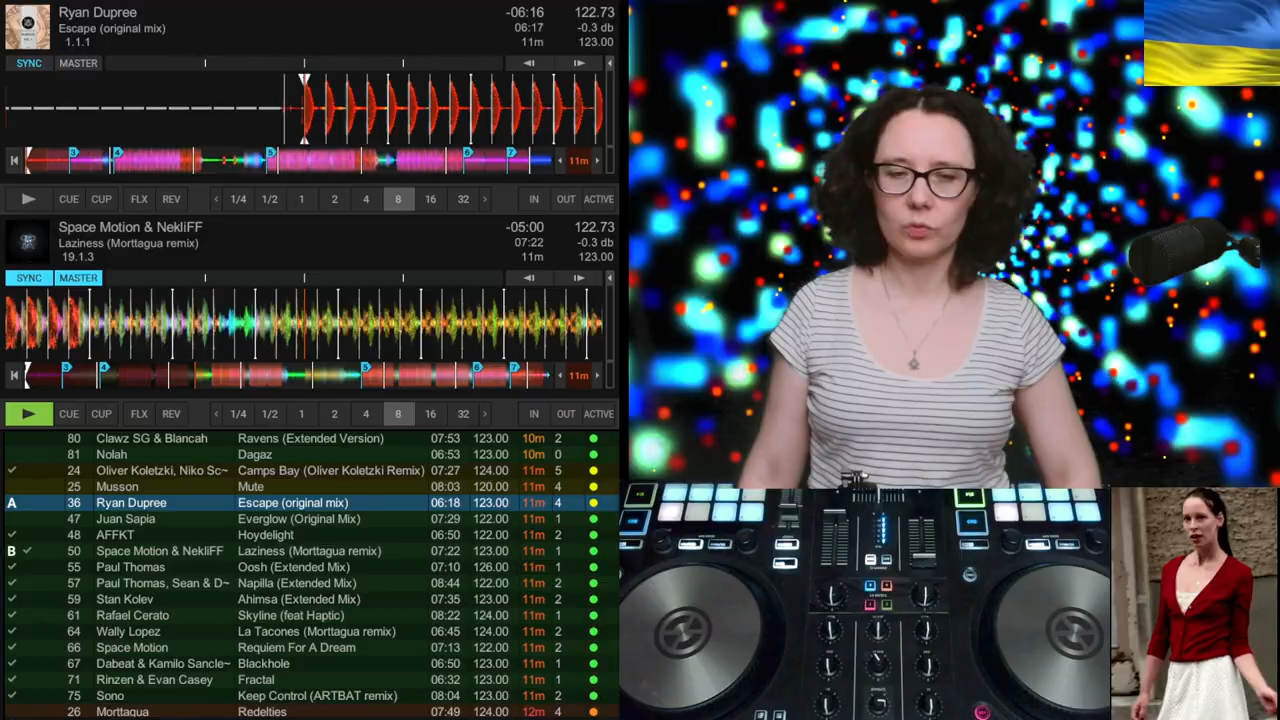 Ryan Dupree -06:16 122.73
Escape (original mix) 06:17 -0.3 db
1.1.1 11m 123.00
SYNC MASTER
3 4 5 6 7 11m
CUE CUP FLX REV 1/4 1/2 1 2 4 8 16 32 IN OUT ACTIVE
Space Motion & NekliFF -05:00 122.73
Laziness (Morttagua remix) 07:22 -0.3 db
19.1.3 11m 123.00
SYNC MASTER
3 4 5 6 7 11m
CUE CUP FLX REV 1/4 1/2 1 2 4 8 16 32 IN OUT ACTIVE
80 Clawz SG & Blancah Ravens (Extended Version) 07:53 123.00 10m 2
81 Nolah Dagaz 06:53 123.00 10m 0
24 Oliver Koletzki, Niko Sc~ Camps Bay (Oliver Koletzki Remix) 07:27 124.00 11m 5
25 Musson Mute 08:03 120.00 11m 4
A 36 Ryan Dupree Escape (original mix) 06:18 123.00 11m 4
47 Juan Sapia Everglow (Original Mix) 07:29 123.00 11m 1
48 AFFKT Hoydelight 06:50 122.00 11m 2
B 50 Space Motion & NekliFF Laziness (Morttagua remix) 07:22 123.00 11m 1
55 Paul Thomas Oosh (Extended Mix) 07:10 126.00 11m 1
57 Paul Thomas, Sean & D~ Napilla (Extended Mix) 08:44 122.00 11m 2
59 Stan Kolev Ahimsa (Extended Mix) 07:35 122.00 11m 1
61 Rafael Cerato Skyline (feat Haptic) 08:22 124.00 11m 1
64 Wally Lopez La Tacones (Morttagua remix) 06:45 124.00 11m 2
66 Space Motion Requiem For A Dream 07:13 122.00 11m 2
67 Dabeat & Kamilo Sancle~ Blackhole 06:50 123.00 11m 1
71 Rinzen & Evan Casey Fractal 06:32 123.00 11m 1
75 Sono Keep Control (ARTBAT remix) 08:04 123.00 11m 2
26 Morttagua Redelties 07:49 124.00 12m 4